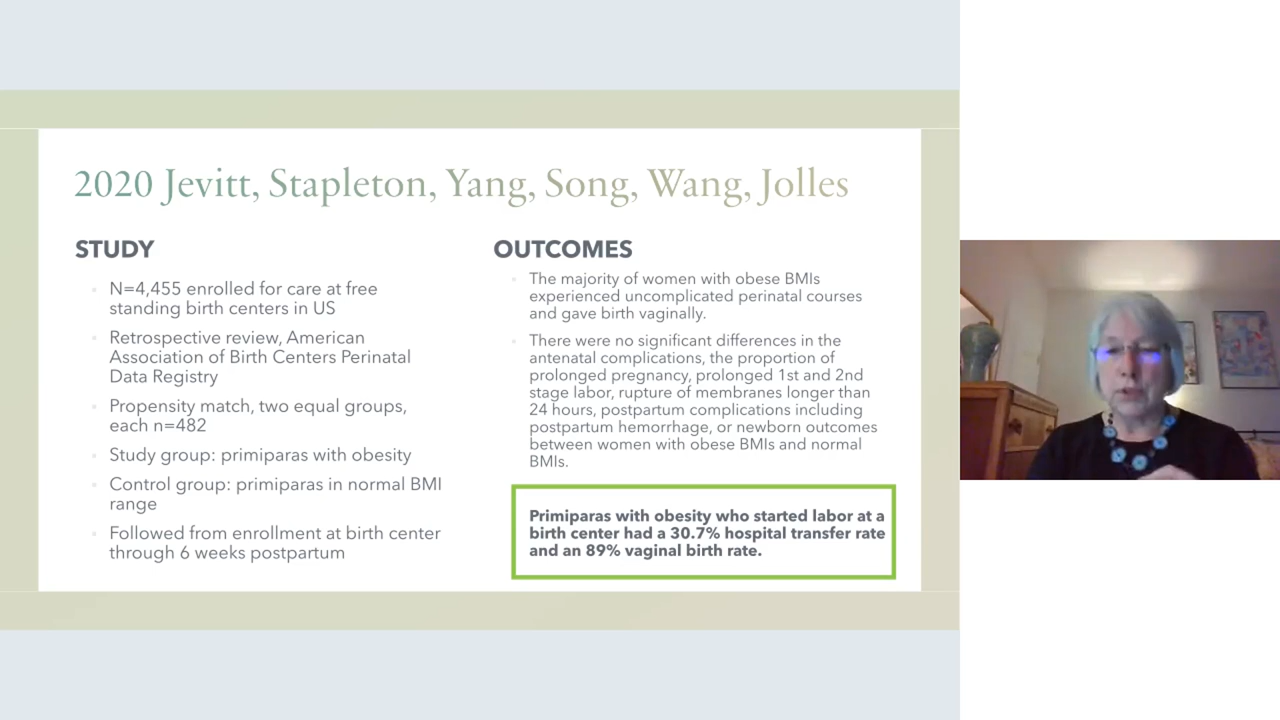 2020 Jevitt, Stapleton, Yang, Song, Wang, Jolles
STUDY
N=4,455 enrolled for care at free
standing birth centers in US
Retrospective review, American
Association of Birth Centers Perinatal
Data Registry
Propensity match, two equal groups,
each n=482
Study group: primiparas with obesity
Control group: primiparas in normal BMI
range
Followed from enrollment at birth center
through 6 weeks postpartum
OUTCOMES
The majority of women with obese BMIs
experienced uncomplicated perinatal courses
and gave birth vaginally.
There were no significant differences in the
antenatal complications, the proportion of
prolonged pregnancy, prolonged 1st and 2nd
stage labor, rupture of membranes longer than
24 hours, postpartum complications including
postpartum hemorrhage, or newborn outcomes
between women with obese BMIs and normal
BMIs.
Primiparas with obesity who started labor at a
birth center had a 30.7% hospital transfer rate
and an 89% vaginal birth rate.